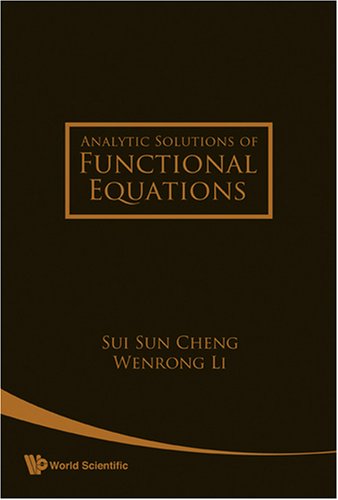 ANALYTIC SOLUTIONS OF
FUNCTIONAL
EQUATIONS
SUI SUN CHENG
WENRONG LI
World Scientific